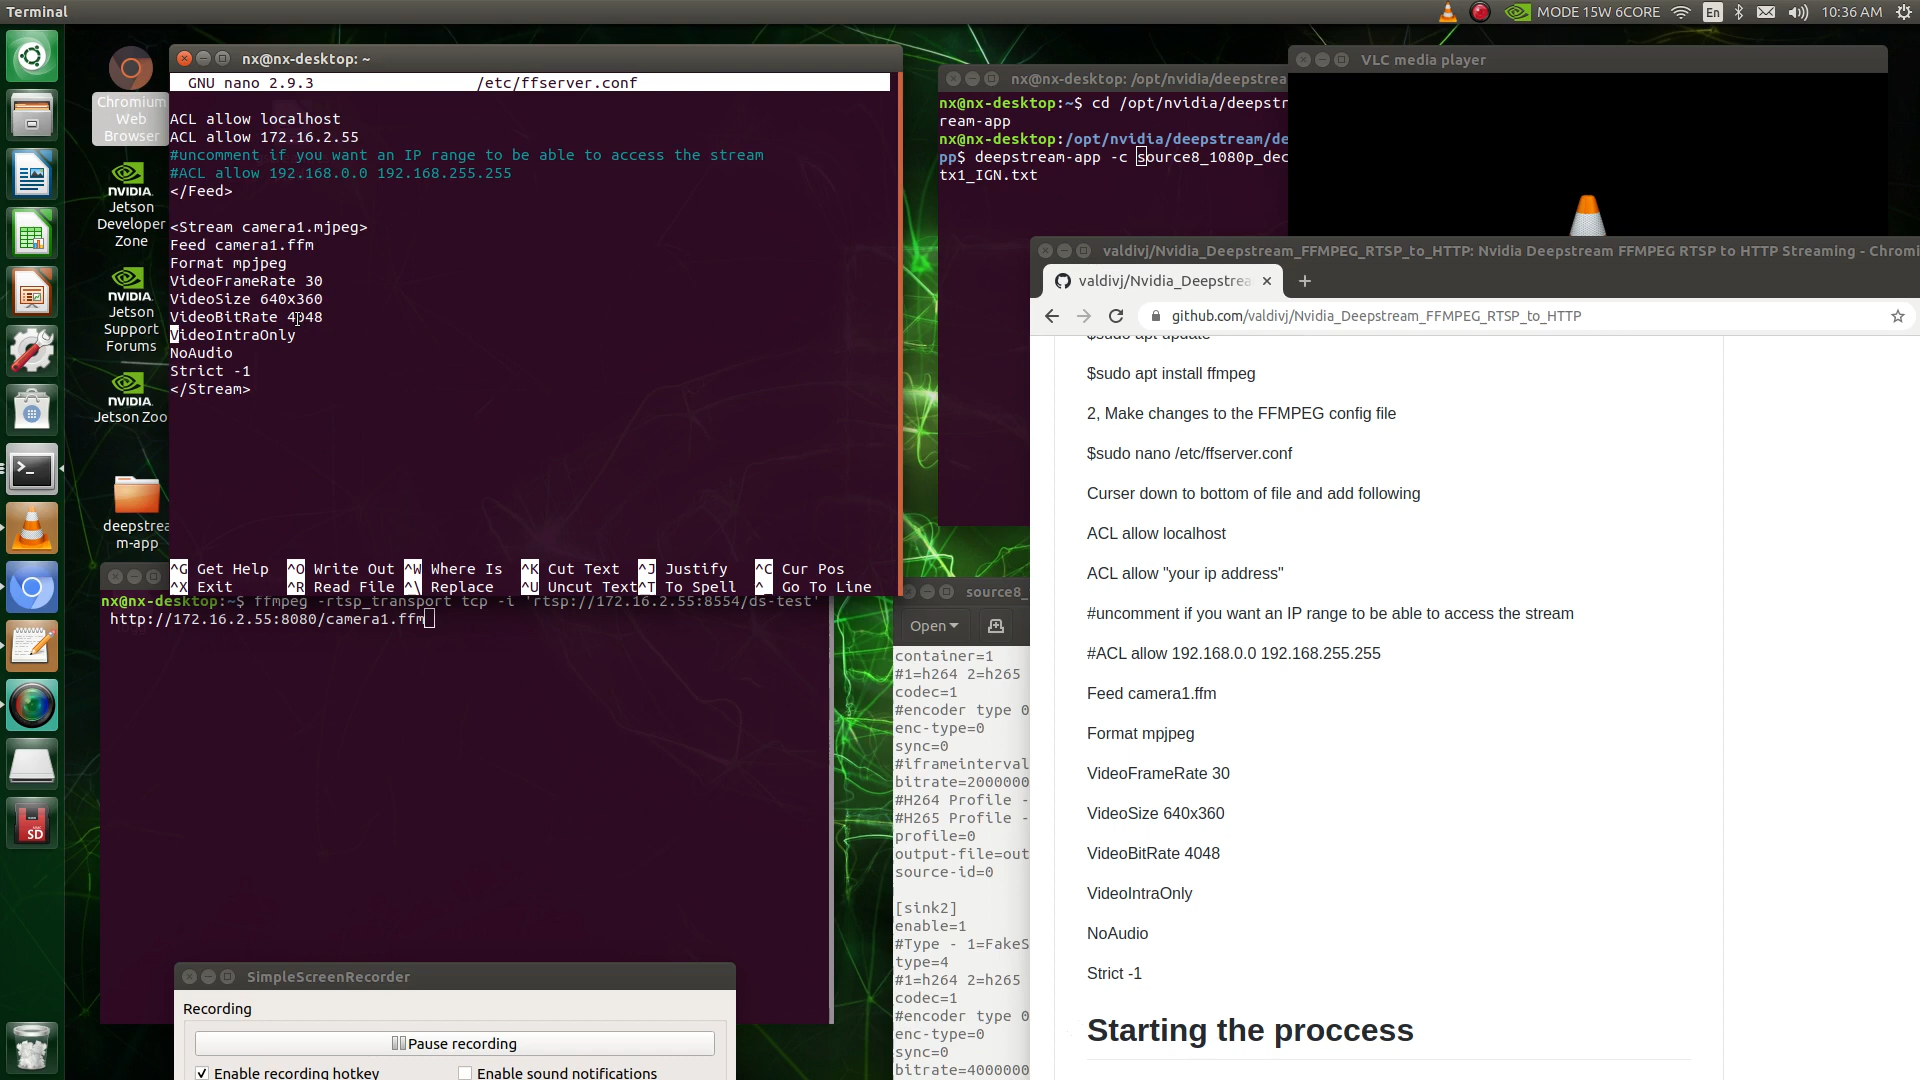 Terminal
MODE 15W 6CORE
En
10:36 AM
Chromium
Web
Browser
NVIDIA.
Jetson
Developer
Zone
NVIDIA.
Jetson
Support
Forums
NVIDIA.
Jetson Zoo
deepstrea
m-app
SD
nx@nx-desktop: ~
GNU nano 2.9.3 /etc/ffserver.conf
ACL allow localhost
ACL allow 172.16.2.55
#uncomment if you want an IP range to be able to access the stream
#ACL allow 192.168.0.0 192.168.255.255
</Feed>
<Stream camera1.mjpeg>
Feed camera1.ffm
Format mpjpeg
VideoFrameRate 30
VideoSize 640x360
VideoBitRate 4048
VideoIntraOnly
NoAudio
Strict -1
</Stream>
^G Get Help ^O Write Out ^W Where Is ^K Cut Text ^J Justify ^C Cur Pos
^X Exit ^R Read File ^\ Replace ^U Uncut Text ^T To Spell ^_ Go To Line
nx@nx-desktop:~$ ffmpeg -rtsp_transport tcp -i 'rtsp://172.16.2.55:8554/ds-test'
http://172.16.2.55:8080/camera1.ffm
SimpleScreenRecorder
Recording
Pause recording
Enable recording hotkey
Enable sound notifications
nx@nx-desktop: /opt/nvidia/deepstrea
nx@nx-desktop:~$ cd /opt/nvidia/deepstr
ream-app
nx@nx-desktop:/opt/nvidia/deepstream/de
pp$ deepstream-app -c source8_1080p_dec
tx1_IGN.txt
VLC media player
source8_
Open
container=1
#1=h264 2=h265
codec=1
#encoder type 0
enc-type=0
sync=0
#iframeinterval
bitrate=2000000
#H264 Profile -
#H265 Profile -
profile=0
output-file=out
source-id=0
[sink2]
enable=1
#Type - 1=FakeS
type=4
#1=h264 2=h265
codec=1
#encoder type 0
enc-type=0
sync=0
bitrate=4000000
valdivj/Nvidia_Deepstream_FFMPEG_RTSP_to_HTTP: Nvidia Deepstream FFMPEG RTSP to HTTP Streaming - Chromi
valdivj/Nvidia_Deepstrea
github.com/valdivj/Nvidia_Deepstream_FFMPEG_RTSP_to_HTTP
$sudo apt update
$sudo apt install ffmpeg
2, Make changes to the FFMPEG config file
$sudo nano /etc/ffserver.conf
Curser down to bottom of file and add following
ACL allow localhost
ACL allow "your ip address"
#uncomment if you want an IP range to be able to access the stream
#ACL allow 192.168.0.0 192.168.255.255
Feed camera1.ffm
Format mpjpeg
VideoFrameRate 30
VideoSize 640x360
VideoBitRate 4048
VideoIntraOnly
NoAudio
Strict -1
Starting the proccess